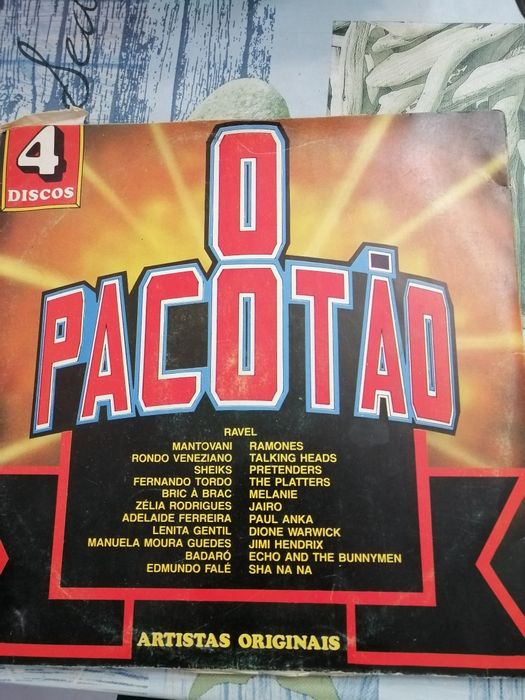 4
DISCOS
O
PACOTÃO
RAVEL
MANTOVANI RAMONES
RONDO VENEZIANO TALKING HEADS
SHEIKS PRETENDERS
FERNANDO TORDO THE PLATTERS
BRIC À BRAC MELANIE
ZÉLIA RODRIGUES JAIRO
ADELAIDE FERREIRA PAUL ANKA
LENITA GENTIL DIONE WARWICK
MANUELA MOURA GUEDES JIMI HENDRIX
BADARÓ ECHO AND THE BUNNYMEN
EDMUNDO FALÉ SHA NA NA
ARTISTAS ORIGINAIS